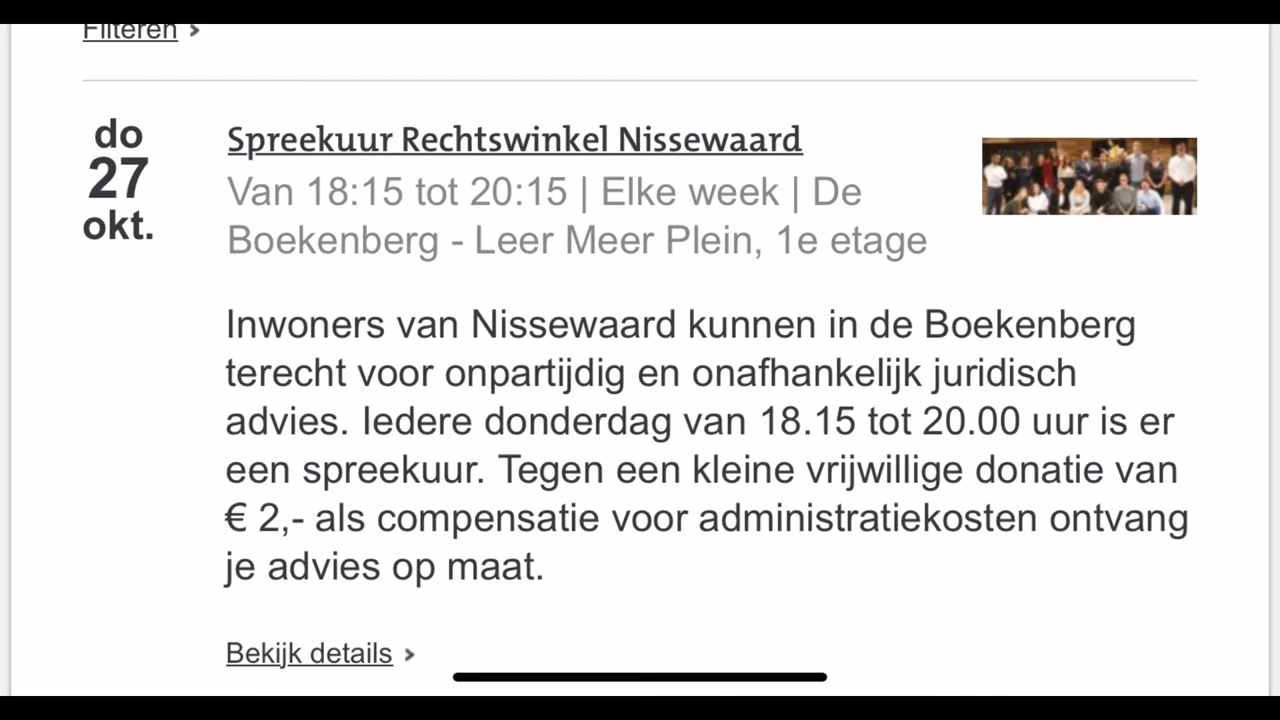 Filteren >
do
27
okt.
Spreekuur Rechtswinkel Nissewaard
Van 18:15 tot 20:15 | Elke week | De
Boekenberg - Leer Meer Plein, 1e etage
Inwoners van Nissewaard kunnen in de Boekenberg
terecht voor onpartijdig en onafhankelijk juridisch
advies. Iedere donderdag van 18.15 tot 20.00 uur is er
een spreekuur. Tegen een kleine vrijwillige donatie van
€ 2,- als compensatie voor administratiekosten ontvang
je advies op maat.
Bekijk details >